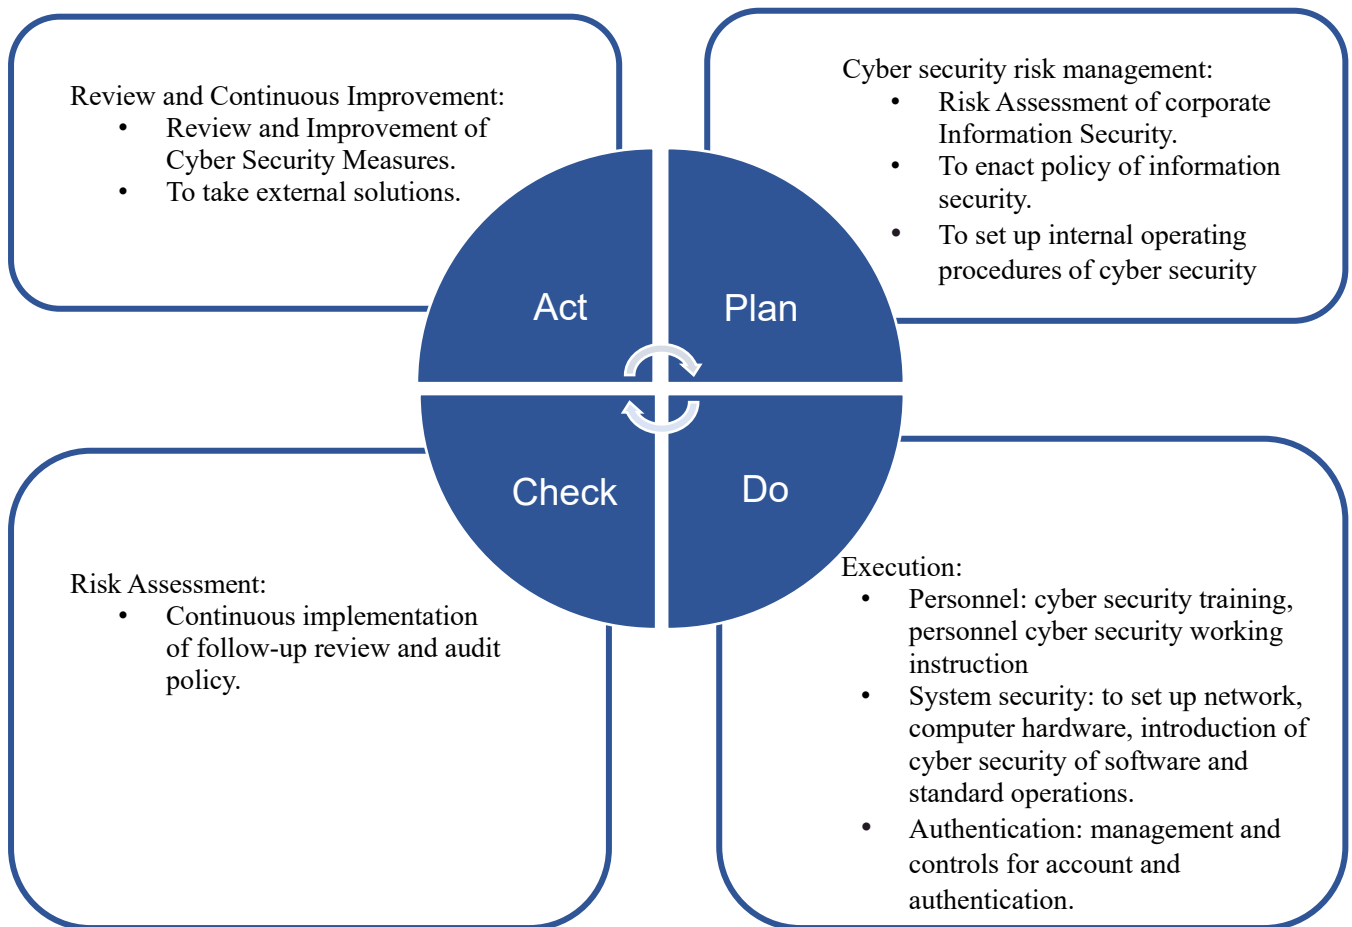 Review and Continuous Improvement:
• Review and Improvement of
Cyber Security Measures.
• To take external solutions.
Cyber security risk management:
• Risk Assessment of corporate
Information Security.
• To enact policy of information
security.
• To set up internal operating
procedures of cyber security
Act
Plan
Check
Do
Risk Assessment:
• Continuous implementation
of follow-up review and audit
policy.
Execution:
• Personnel: cyber security training,
personnel cyber security working
instruction
• System security: to set up network,
computer hardware, introduction of
cyber security of software and
standard operations.
• Authentication: management and
controls for account and
authentication.